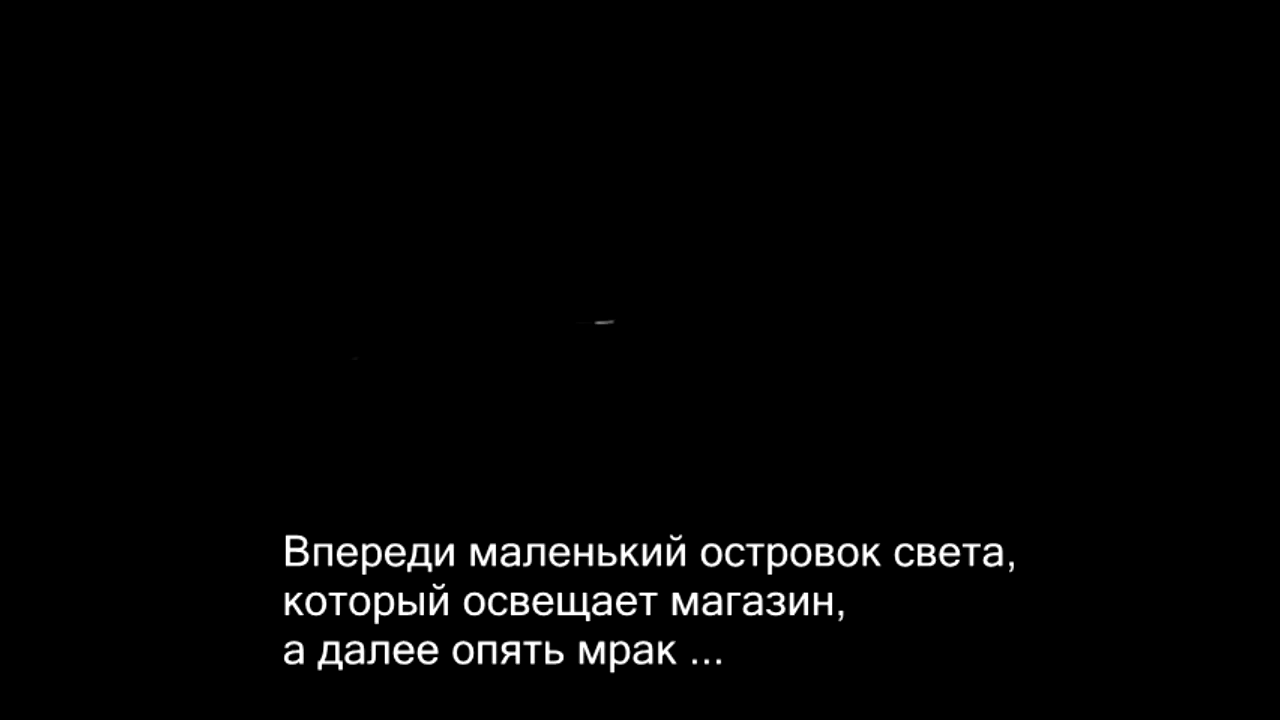 Впереди маленький островок света,
который освещает магазин,
а далее опять мрак ...